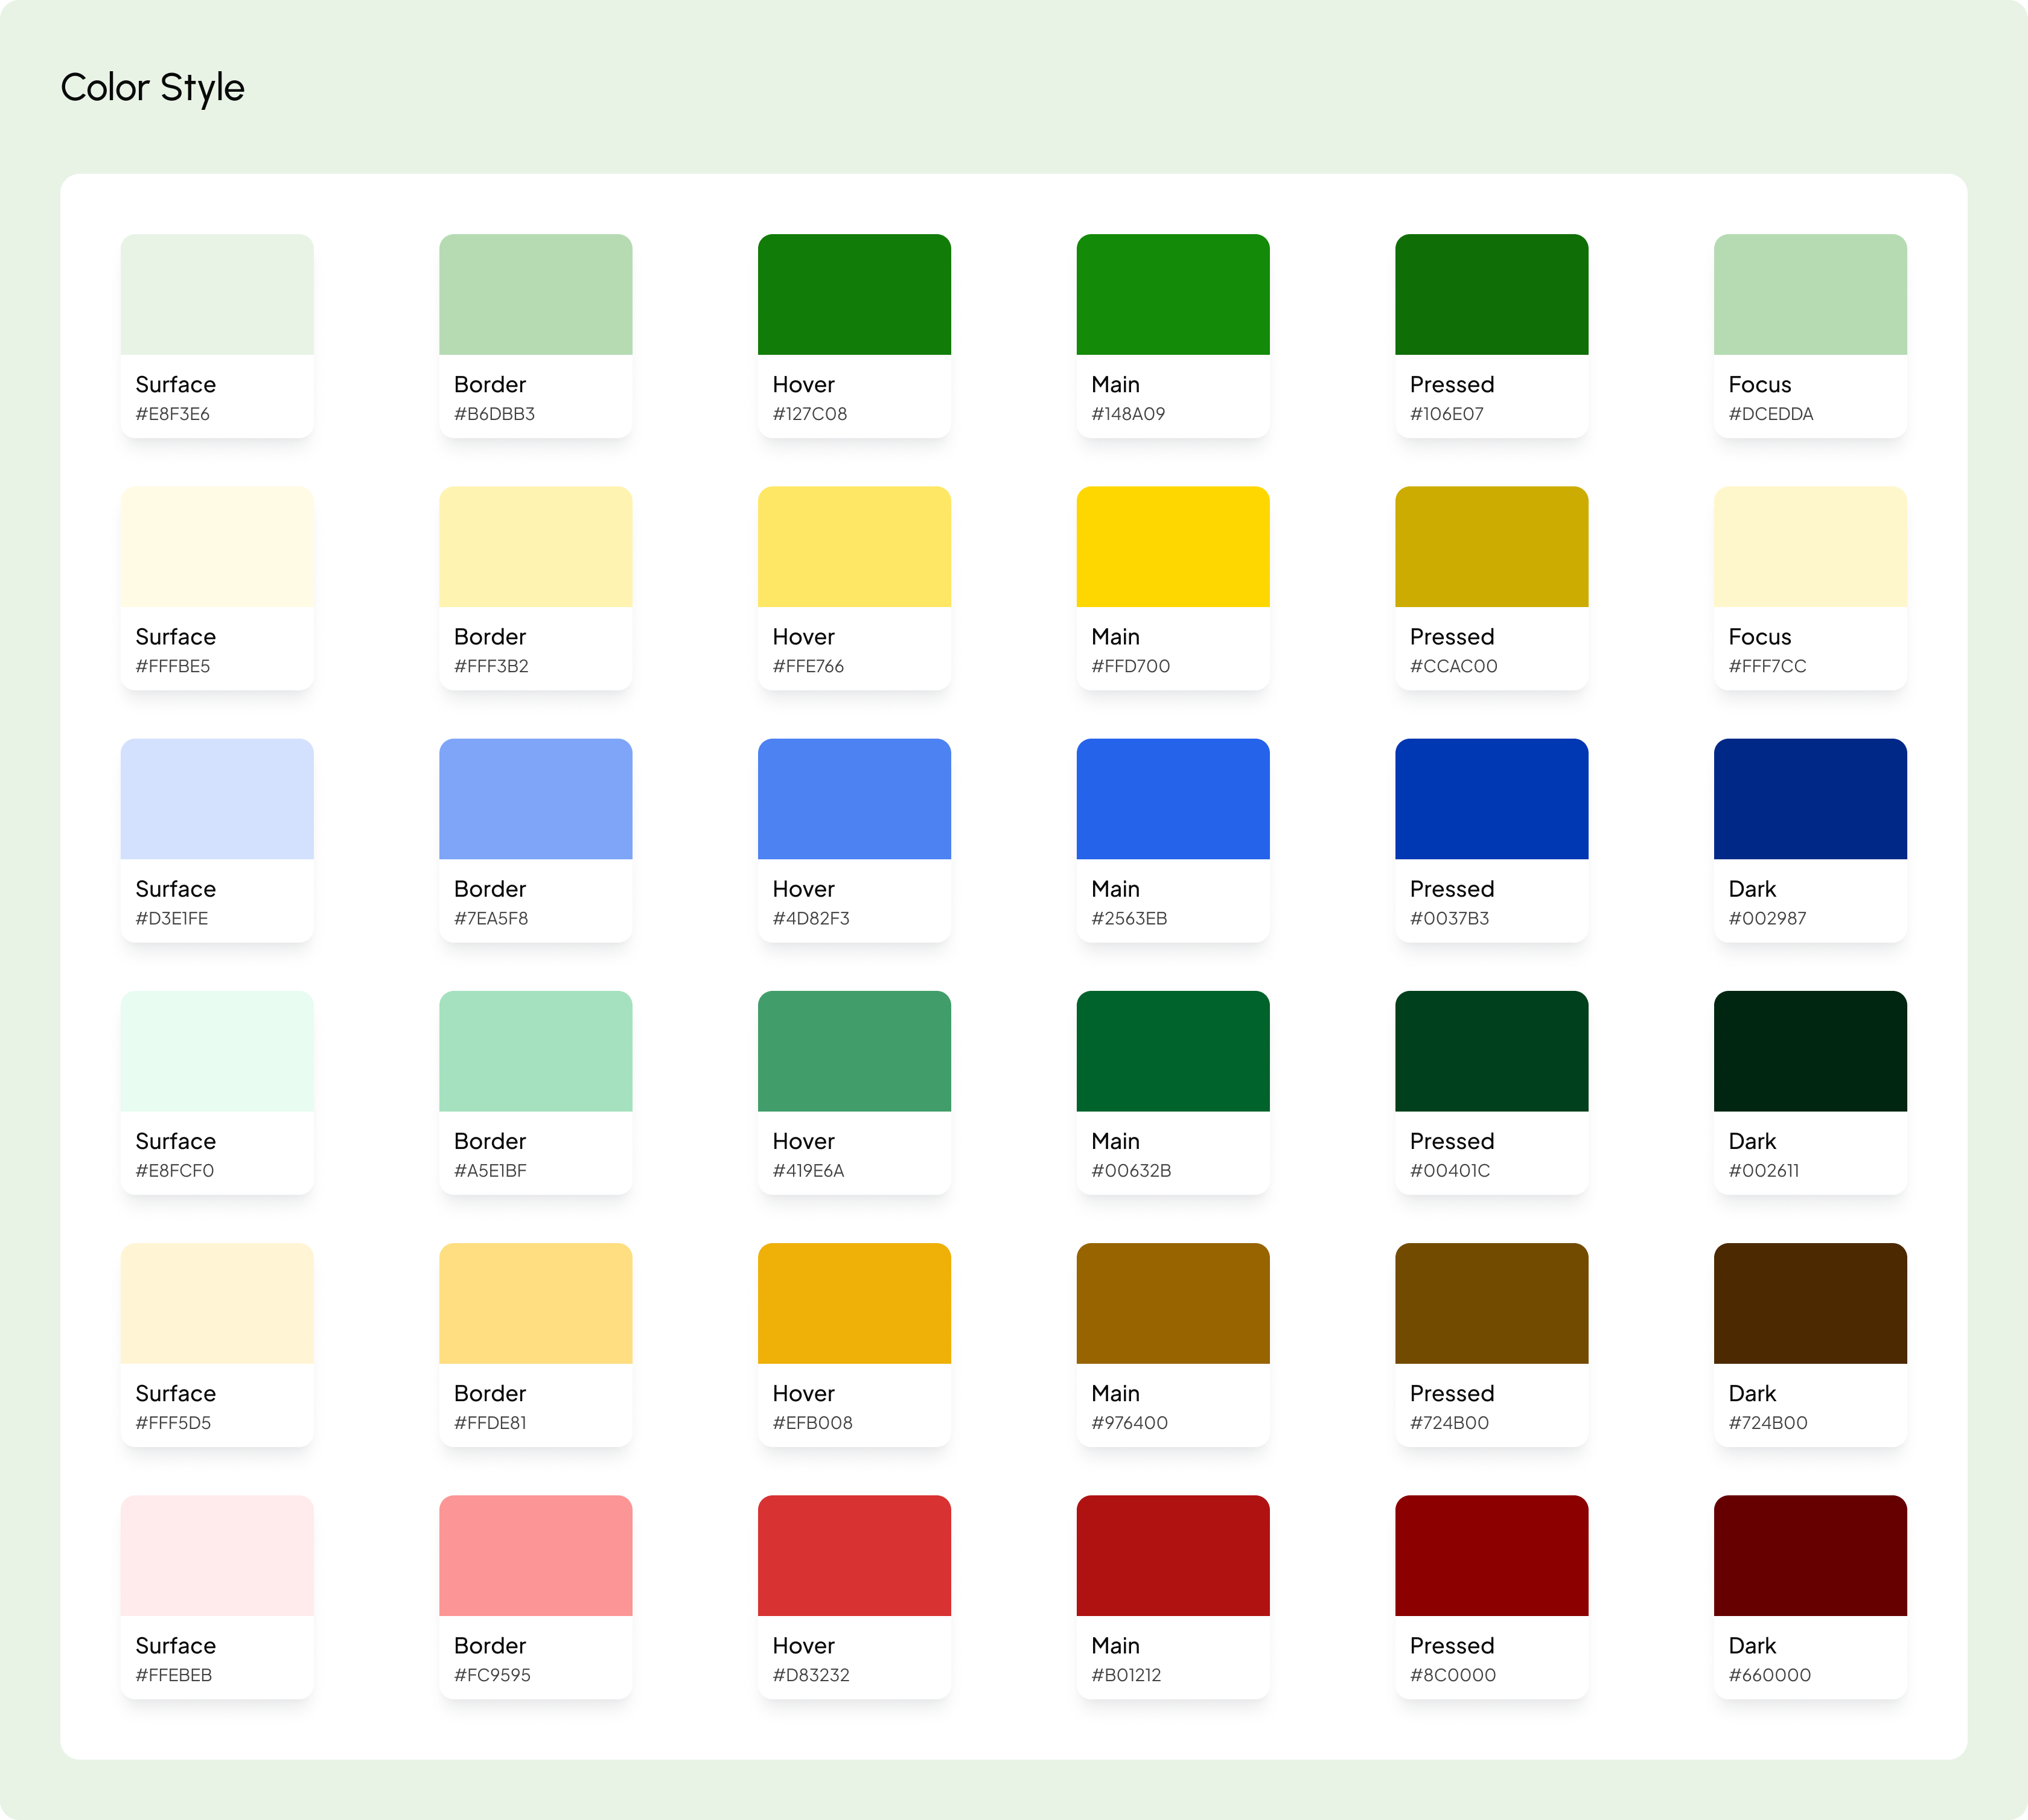 Color Style
Surface
#E8F3E6
Border
#B6DBB3
Hover
#127C08
Main
#148A09
Pressed
#106E07
Focus
#DCEDDA
Surface
#FFFBE5
Border
#FFF3B2
Hover
#FFE766
Main
#FFD700
Pressed
#CCAC00
Focus
#FFF7CC
Surface
#D3E1FE
Border
#7EA5F8
Hover
#4D82F3
Main
#2563EB
Pressed
#0037B3
Dark
#002987
Surface
#E8FCF0
Border
#A5E1BF
Hover
#419E6A
Main
#00632B
Pressed
#00401C
Dark
#002611
Surface
#FFF5D5
Border
#FFDE81
Hover
#EFB008
Main
#976400
Pressed
#724B00
Dark
#724B00
Surface
#FFEBEB
Border
#FC9595
Hover
#D83232
Main
#B01212
Pressed
#8C0000
Dark
#660000